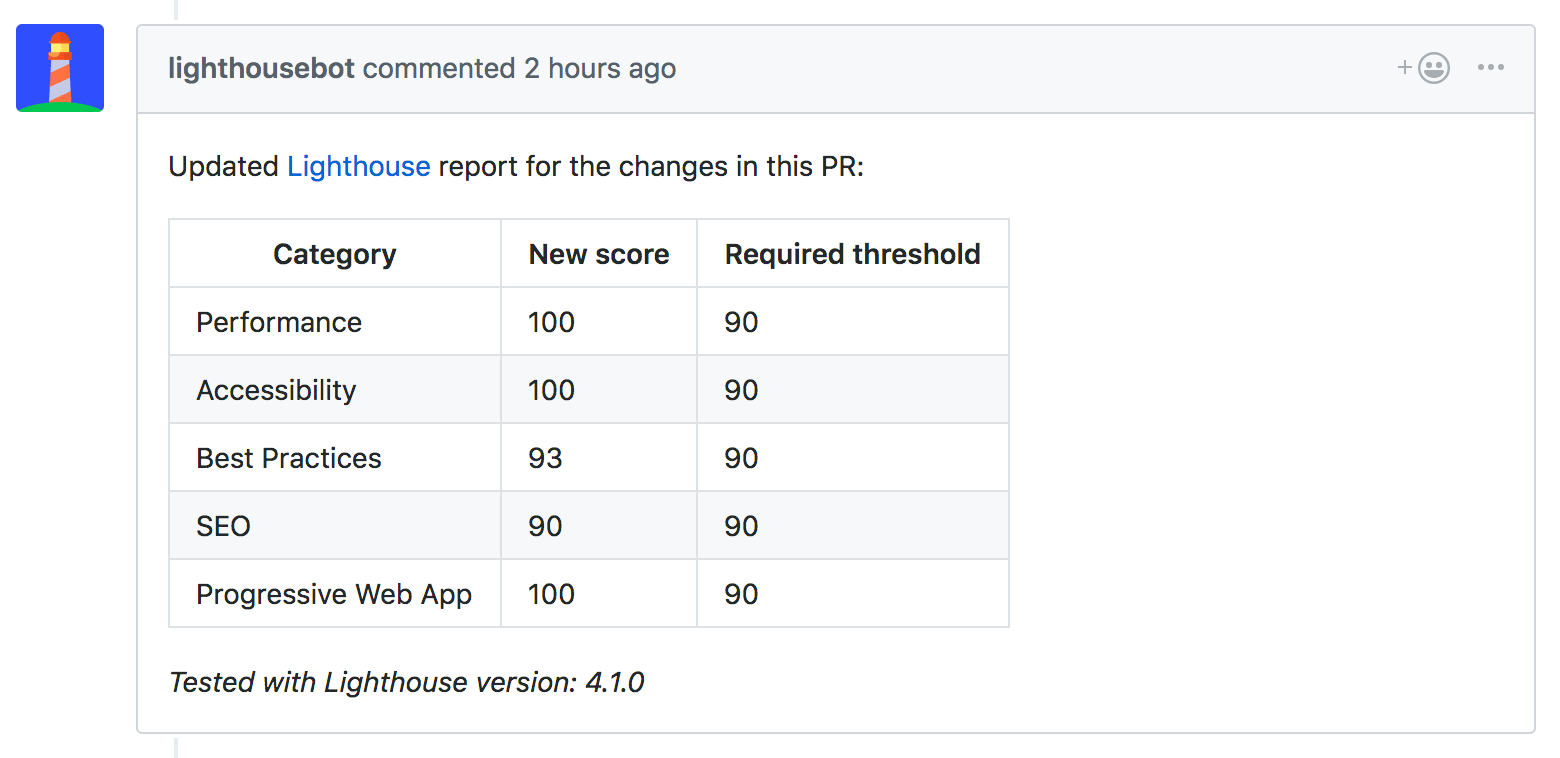 lighthousebot commented 2 hours ago
Updated Lighthouse report for the changes in this PR:
Category New score Required threshold
Performance 100 90
Accessibility 100 90
Best Practices 93 90
SEO 90 90
Progressive Web App 100 90
Tested with Lighthouse version: 4.1.0